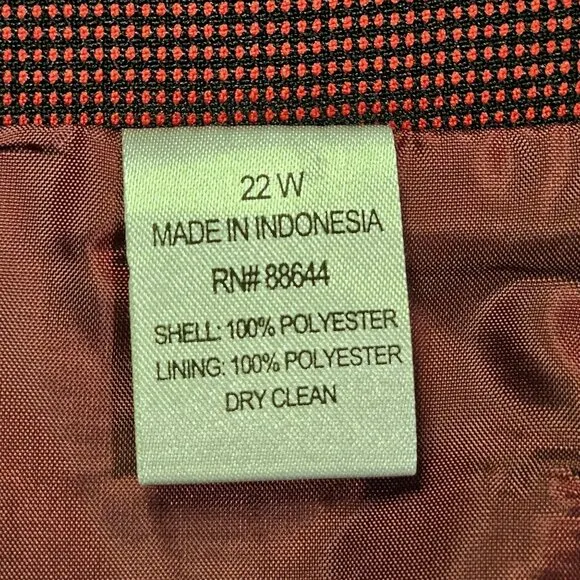 22 W
MADE IN INDONESIA
RN# 88644
SHELL: 100% POLYESTER
LINING: 100% POLYESTER
DRY CLEAN